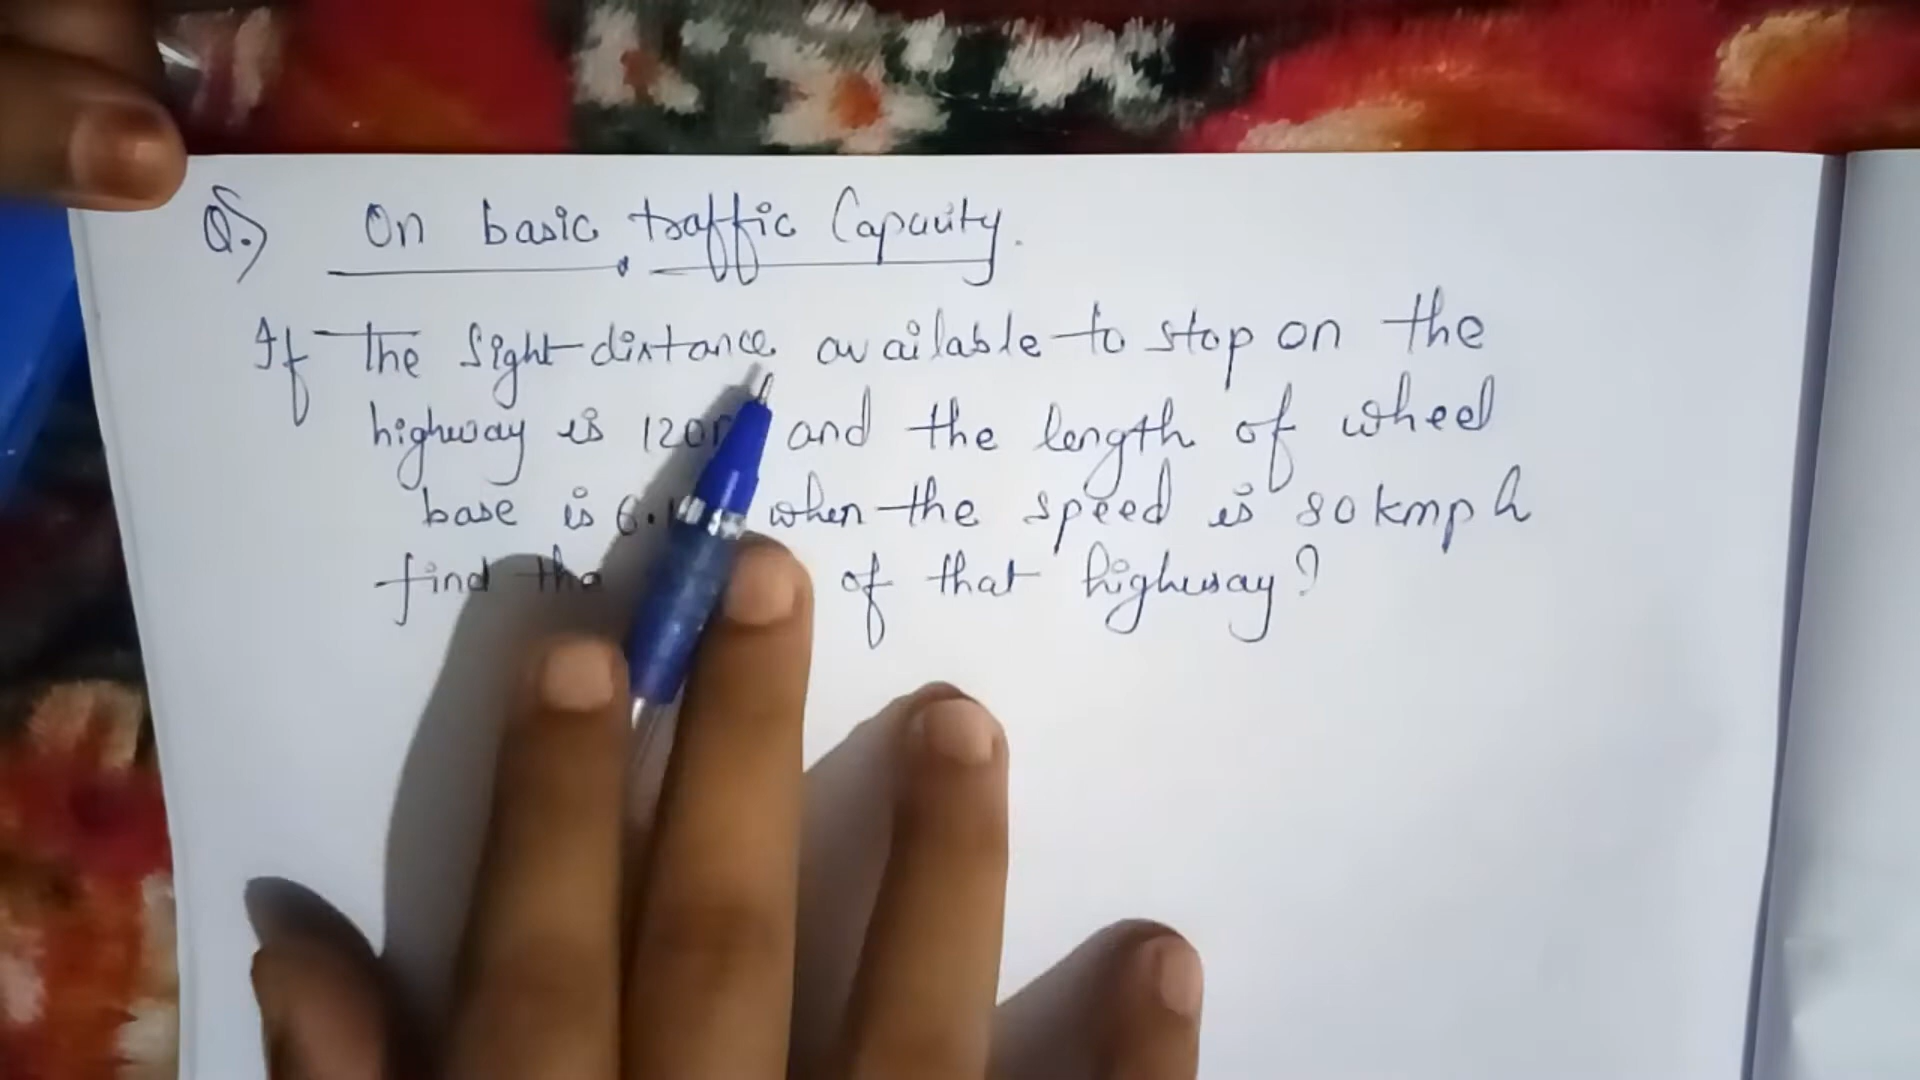 Q.) On basic traffic Capacity.
If the Sight distance available to stop on the
highway is 120m and the length of wheel
base is when the speed is 80 kmph
find the of that highway?